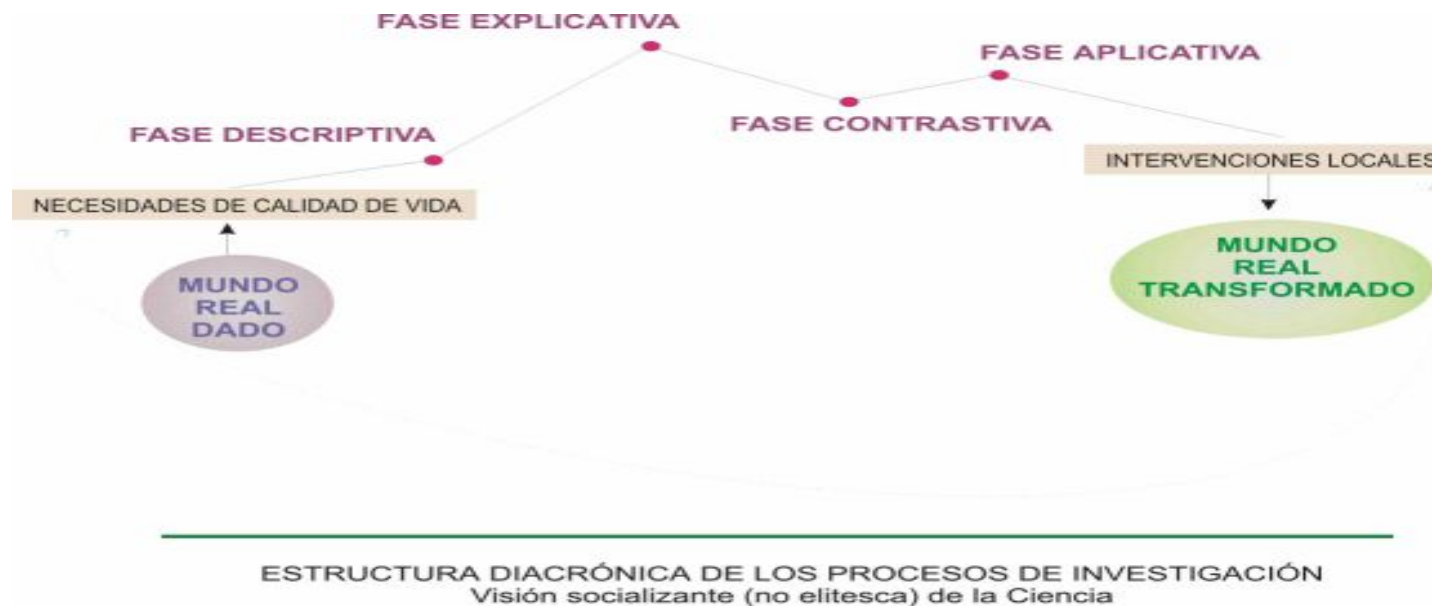 FASE EXPLICATIVA
FASE APLICATIVA
FASE DESCRIPTIVA
FASE CONTRASTIVA
INTERVENCIONES LOCALES
NECESIDADES DE CALIDAD DE VIDA
MUNDO
REAL
DADO
MUNDO
REAL
TRANSFORMADO
ESTRUCTURA DIACRÓNICA DE LOS PROCESOS DE INVESTIGACIÓN
Visión socializante (no elitesca) de la Ciencia